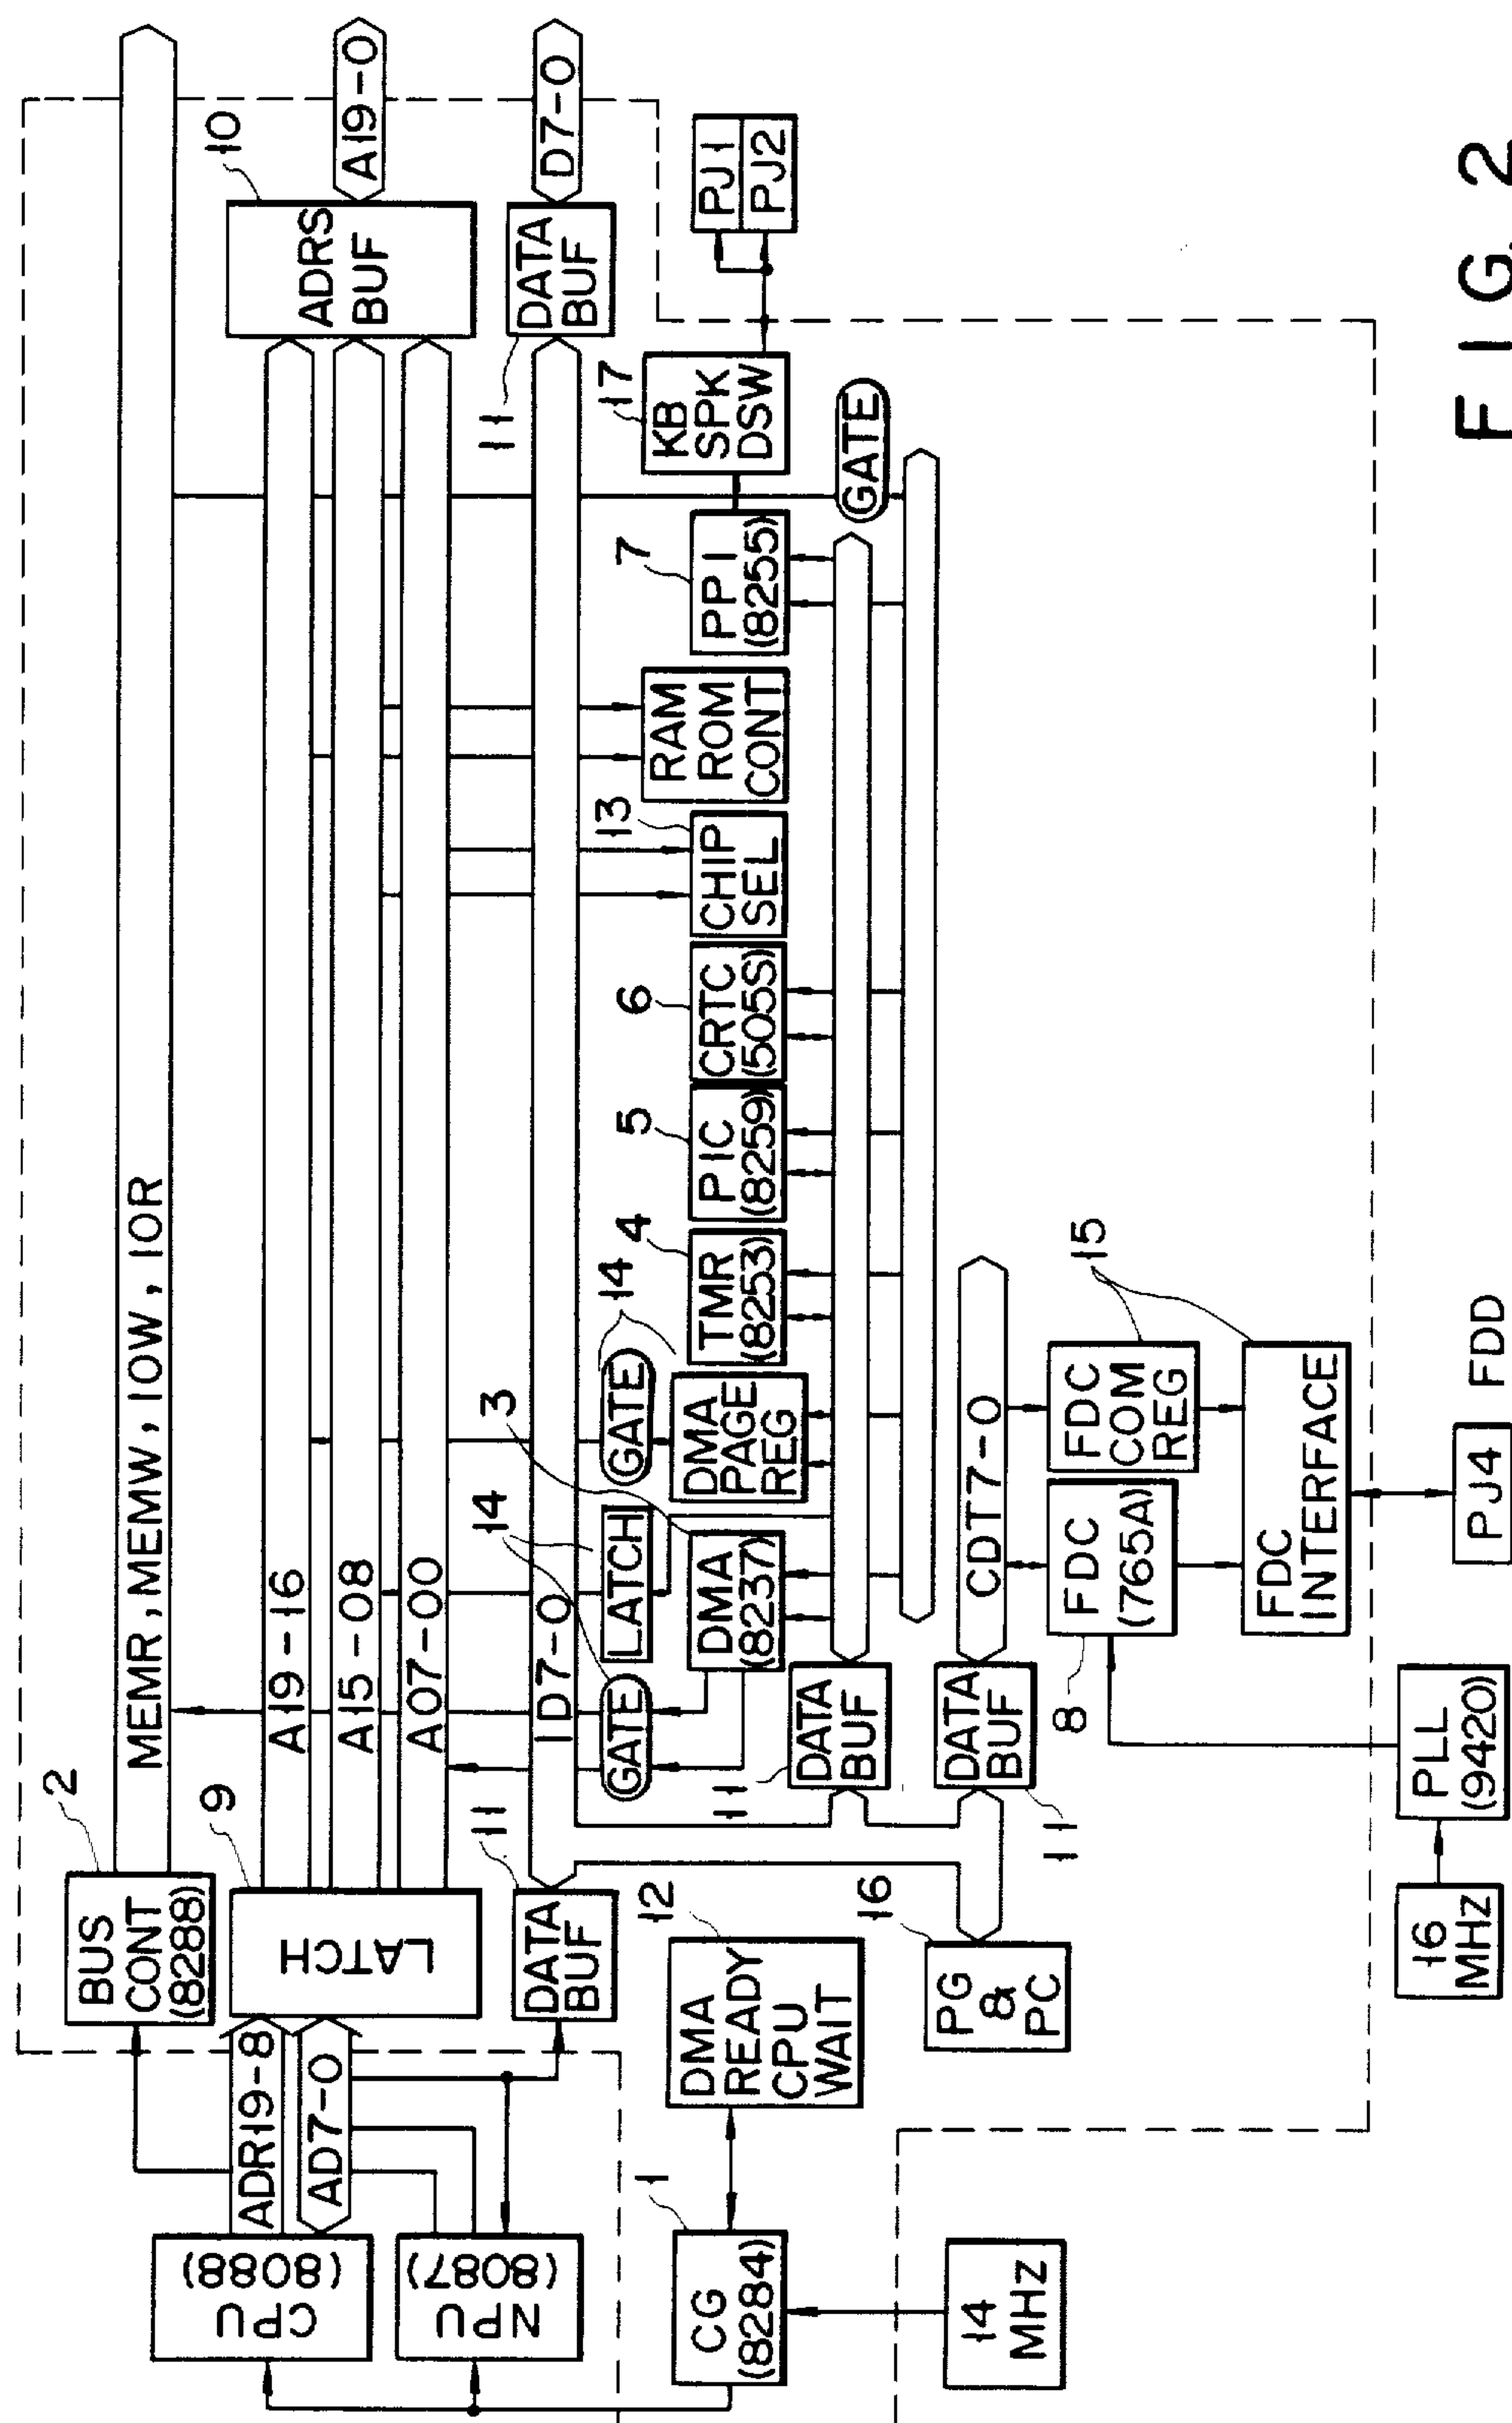 MEMR, MEMW, IOW, IOR
2
BUS
CONT
(8288)
9
LATCH
A19-16
A15-08
A07-00
10
ADRS
BUF
A19-0
CPU
(8088)
ADR19-8
AD7-0
NPU
(8087)
11
DATA
BUF
ID7-0
11
DATA
BUF
D7-0
12
DMA
READY
CPU
WAIT
1
CG
(8284)
14
MHz
16
PG
&
PC
14
GATE
LATCH
3
DMA
(8237)
14
GATE
DMA
PAGE
REG
4
TMR
(8253)
5
PIC
(8259)
6
CRTC
(505S)
13
CHIP
SEL
RAM
ROM
CONT
7
PPI
(8255)
17
KB
SPK
DSW
PJ1
PJ2
GATE
11
DATA
BUF
11
DATA
BUF
CDT7-0
8
FDC
(765A)
FDC
COM
REG
15
FDC
INTERFACE
16
MHz
PLL
(9420)
PJ4
FDD
FIG. 2